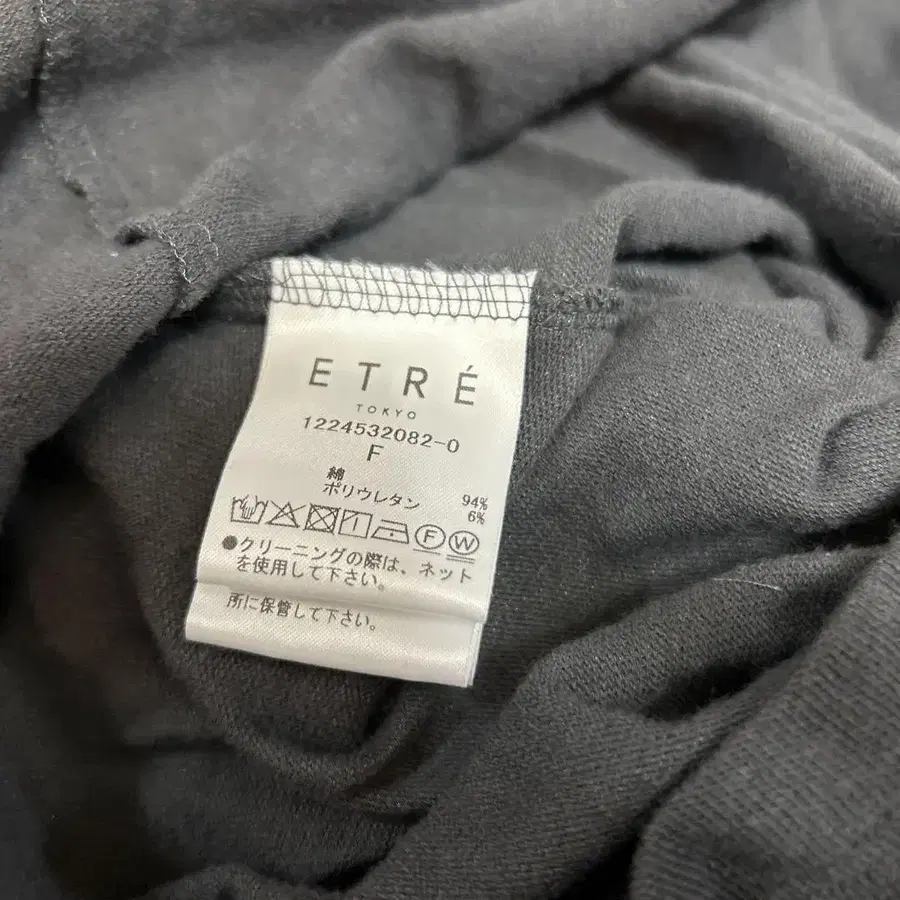 ETRÉ
TOKYO
1224532082-0
F
綿 94%
ポリウレタン 6%
F W
●クリーニングの際は、ネット
を使用して下さい。
所に保管して下さい。